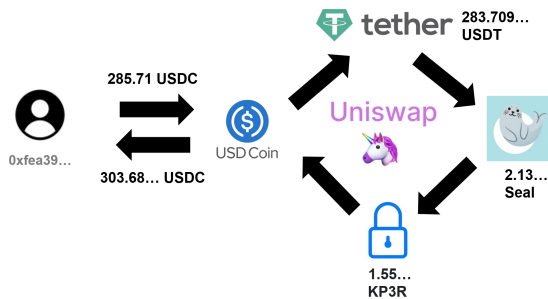 tether
283.709...
USDT
285.71 USDC
Uniswap
USD Coin
0xfea39...
303.68... USDC
2.13...
Seal
1.55...
KP3R